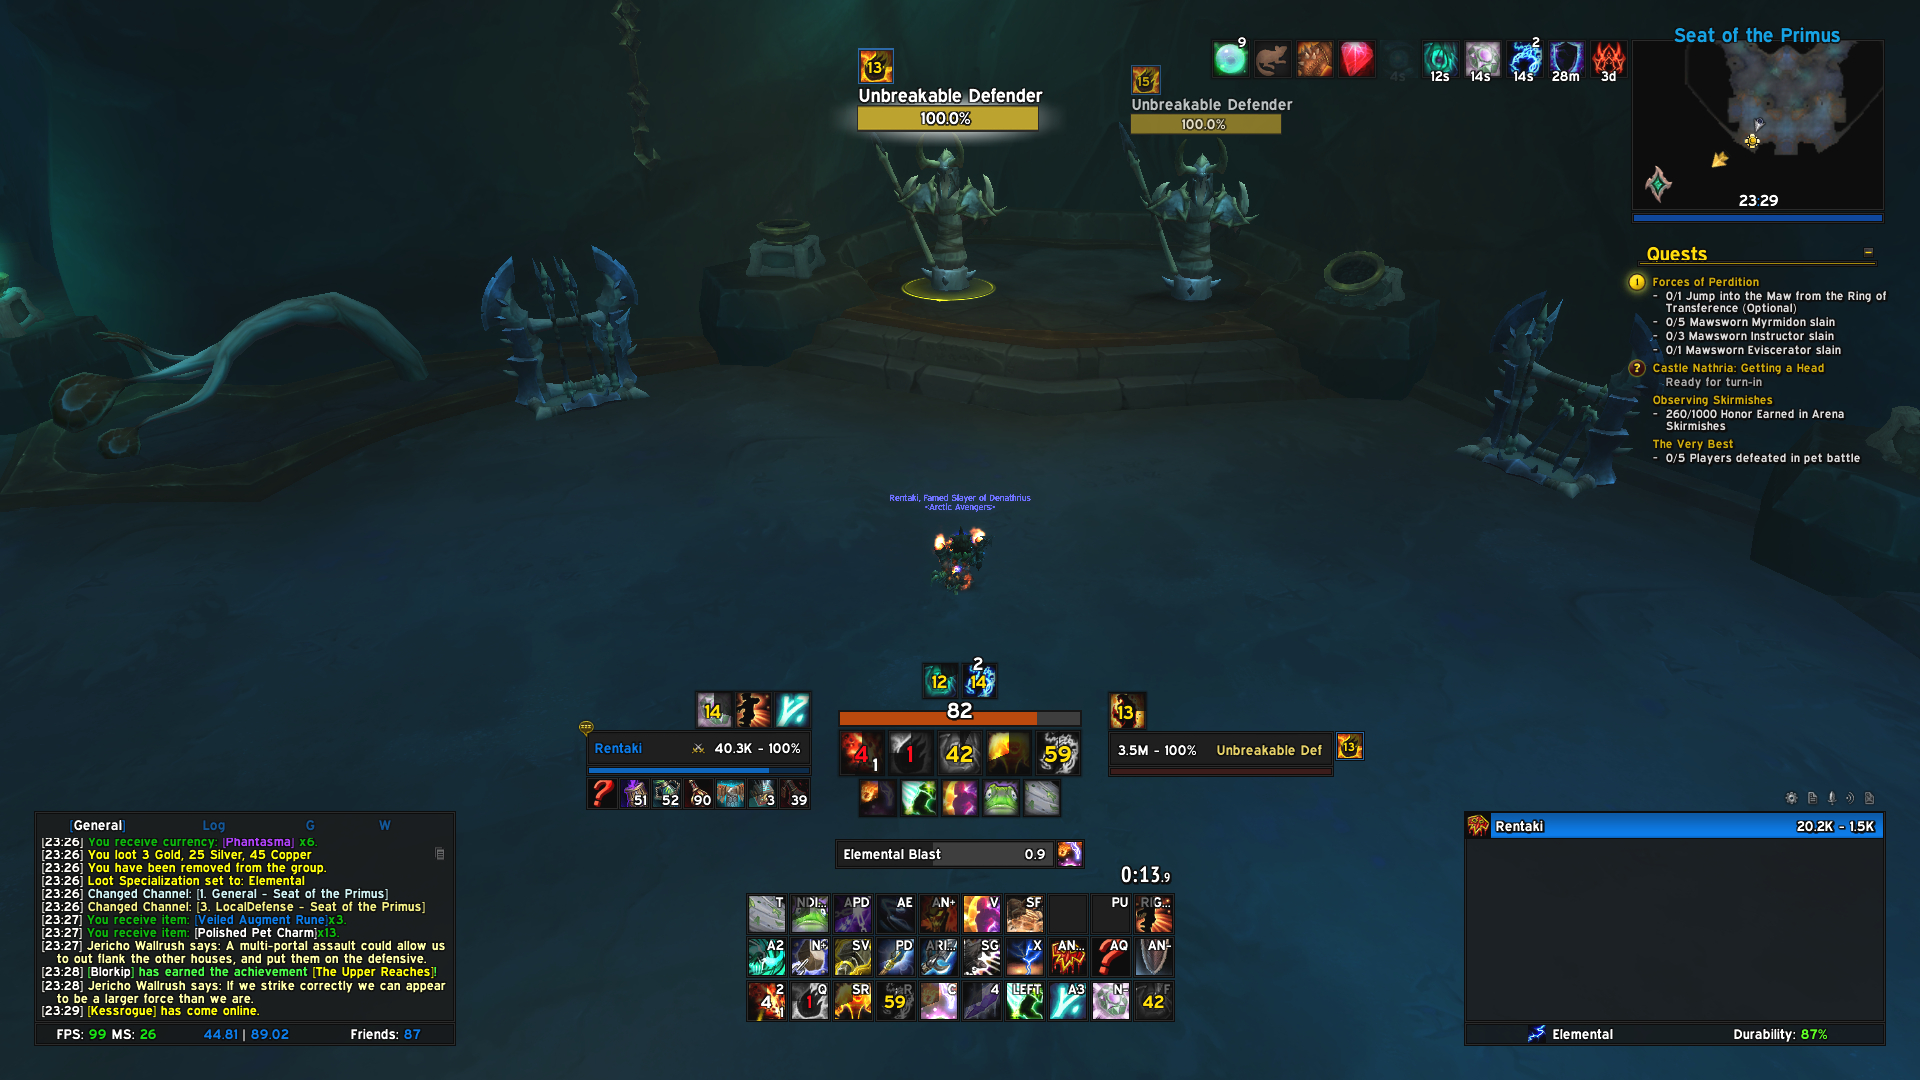 Seat of the Primus
13
Unbreakable Defender
100.0%
15
Unbreakable Defender
100.0%
9
4s
12s
14s
2
14s
28m
3d
23:29
Quests
Forces of Perdition
- 0/1 Jump into the Maw from the Ring of
Transference (Optional)
- 0/5 Mawsworn Myrmidon slain
- 0/3 Mawsworn Instructor slain
- 0/1 Mawsworn Eviscerator slain
? Castle Nathria: Getting a Head
Ready for turn-in
Observing Skirmishes
- 260/1000 Honor Earned in Arena
Skirmishes
The Very Best
- 0/5 Players defeated in pet battle
Rentaki, Famed Slayer of Denathrius
<Arctic Avengers>
12
2
14
14
82
13
Rentaki
40.3K - 100%
4
1
1
42
59
3.5M - 100%
Unbreakable Def
13
?
51
52
90
3
39
Elemental Blast
0.9
0:13.9
[General]
Log
G
W
[23:26] You receive currency: [Phantasma] x6.
[23:26] You loot 3 Gold, 25 Silver, 45 Copper
[23:26] You have been removed from the group.
[23:26] Loot Specialization set to: Elemental
[23:26] Changed Channel: [1. General - Seat of the Primus]
[23:26] Changed Channel: [3. LocalDefense - Seat of the Primus]
[23:27] You receive item: [Veiled Augment Rune]x3.
[23:27] You receive item: [Polished Pet Charm]x13.
[23:27] Jericho Wallrush says: A multi-portal assault could allow us
to out flank the other houses, and put them on the defensive.
[23:28] [Blorkip] has earned the achievement [The Upper Reaches]!
[23:28] Jericho Wallrush says: If we strike correctly we can appear
to be a larger force than we are.
[23:29] [Kessrogue] has come online.
FPS: 99 MS: 26
44.81 | 89.02
Friends: 87
T
NDI...
APD
AE
AN+
V
SF
PU
RIG...
A2
N+
SV
PD
ARI...
SG
X
AN...
AQ
AN-
4
2
1
1
Q
SR
59
R
C
4
LEFT
A3
N-
42
F
Rentaki
20.2K - 1.5K
Elemental
Durability: 87%